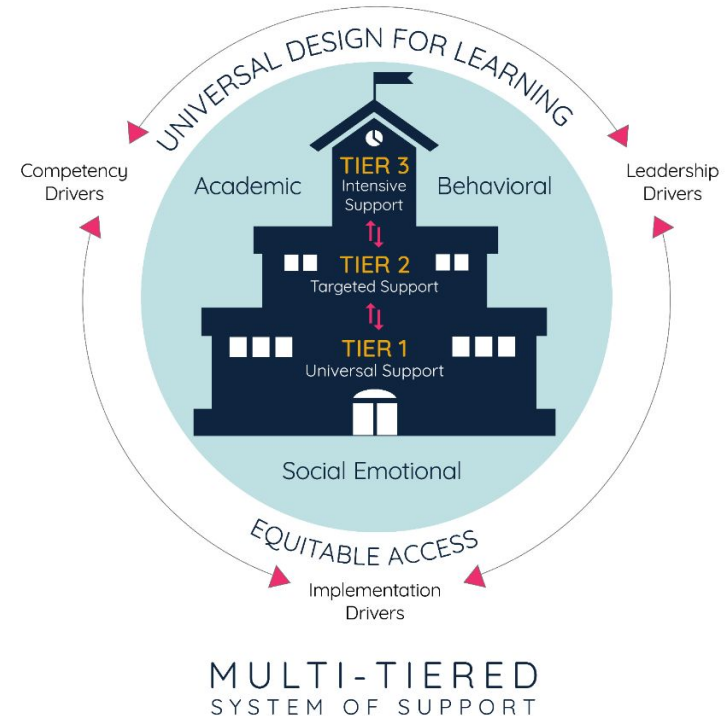 UNIVERSAL DESIGN FOR LEARNING
Competency
Drivers
Leadership
Drivers
Academic
Behavioral
TIER 3
Intensive
Support
TIER 2
Targeted Support
TIER 1
Universal Support
Social Emotional
EQUITABLE ACCESS
Implementation
Drivers
MULTI-TIERED
SYSTEM OF SUPPORT